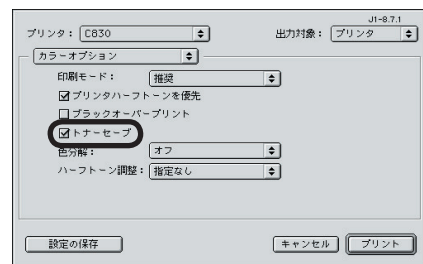 J1-8.7.1
プリンタ： C830 出力対象： プリンタ
カラーオプション
印刷モード： 推奨
プリンタハーフトーンを優先
ブラックオーバープリント
トナーセーブ
色分解： オフ
ハーフトーン調整： 指定なし
設定の保存 キャンセル プリント